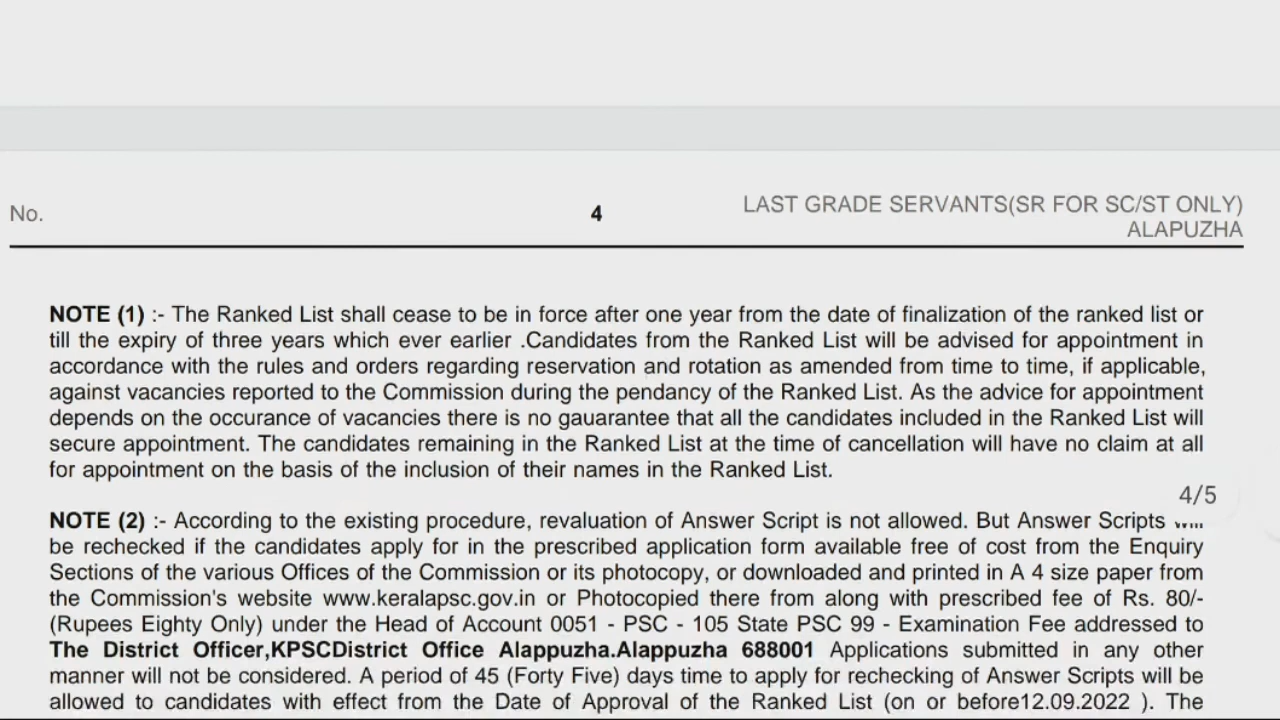 No.
4
LAST GRADE SERVANTS(SR FOR SC/ST ONLY)
ALAPUZHA
NOTE (1) :- The Ranked List shall cease to be in force after one year from the date of finalization of the ranked list or
till the expiry of three years which ever earlier .Candidates from the Ranked List will be advised for appointment in
accordance with the rules and orders regarding reservation and rotation as amended from time to time, if applicable,
against vacancies reported to the Commission during the pendancy of the Ranked List. As the advice for appointment
depends on the occurance of vacancies there is no gauarantee that all the candidates included in the Ranked List will
secure appointment. The candidates remaining in the Ranked List at the time of cancellation will have no claim at all
for appointment on the basis of the inclusion of their names in the Ranked List.
4/5
NOTE (2) :- According to the existing procedure, revaluation of Answer Script is not allowed. But Answer Scripts
be rechecked if the candidates apply for in the prescribed application form available free of cost from the Enquiry
Sections of the various Offices of the Commission or its photocopy, or downloaded and printed in A 4 size paper from
the Commission's website www.keralapsc.gov.in or Photocopied there from along with prescribed fee of Rs. 80/-
(Rupees Eighty Only) under the Head of Account 0051 - PSC - 105 State PSC 99 - Examination Fee addressed to
The District Officer,KPSCDistrict Office Alappuzha.Alappuzha 688001 Applications submitted in any other
manner will not be considered. A period of 45 (Forty Five) days time to apply for rechecking of Answer Scripts will be
allowed to candidates with effect from the Date of Approval of the Ranked List (on or before12.09.2022 ). The